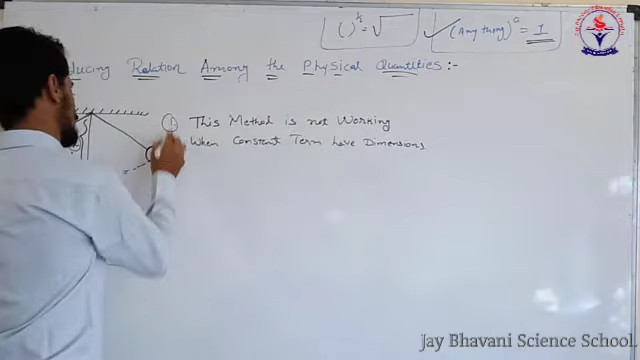 ( )^½ = √
(Any thing)^0 = 1
ducing Relation Among the Physical Quantities :-
① This Method is not Working
When Constant Term have Dimensions
Jay Bhavani Science School.